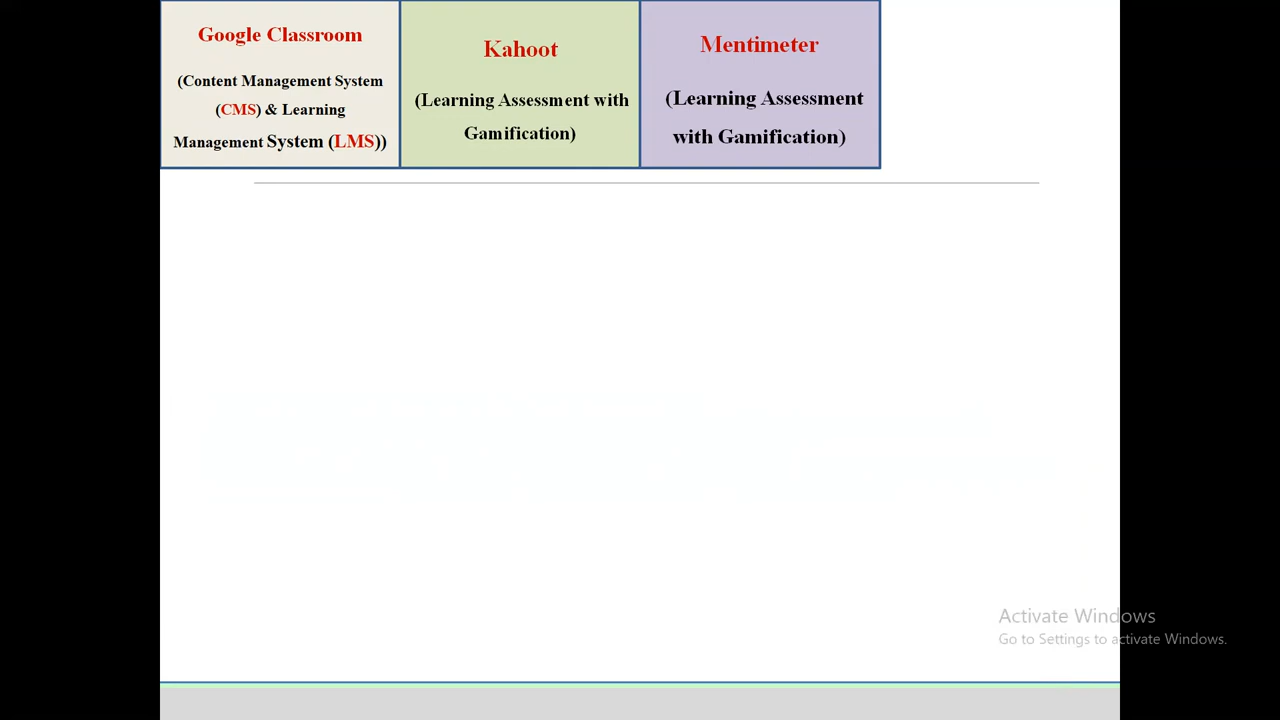 Google Classroom
(Content Management System
(CMS) & Learning
Management System (LMS))
Kahoot
(Learning Assessment with
Gamification)
Mentimeter
(Learning Assessment
with Gamification)
Activate Windows
Go to Settings to activate Windows.